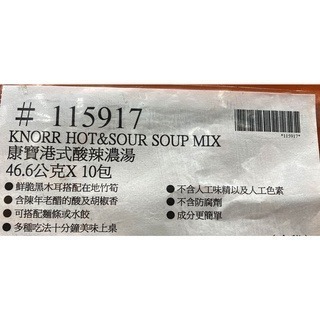 # 115917
*115917*
KNORR HOT&SOUR SOUP MIX
康寶港式酸辣濃湯
46.6公克X 10包
●鮮脆黑木耳搭配在地竹筍
●含陳年老醋的酸及胡椒香
●可搭配麵條或水餃
●多種吃法十分鐘美味上桌
●不含人工味精以及人工色素
●不含防腐劑
●成分更簡單